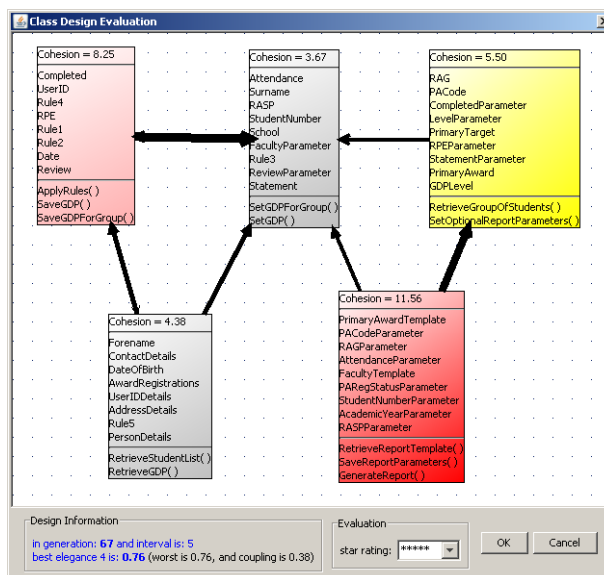 Class Design Evaluation
Cohesion = 8.25
Completed
UserID
Rule4
RPE
Rule1
Rule2
Date
Review
ApplyRules( )
SaveGDP( )
SaveGDPForGroup( )
Cohesion = 3.67
Attendance
Surname
RASP
StudentNumber
School
FacultyParameter
Rule3
ReviewParameter
Statement
SetGDPForGroup( )
SetGDP( )
Cohesion = 5.50
RAG
PACode
CompletedParameter
LevelParameter
PrimaryTarget
RPEParameter
StatementParameter
PrimaryAward
GDPLevel
RetrieveGroupOfStudents( )
SetOptionalReportParameters( )
Cohesion = 4.38
Forename
ContactDetails
DateOfBirth
AwardRegistrations
UserIDDetails
AddressDetails
Rule5
PersonDetails
RetrieveStudentList( )
RetrieveGDP( )
Cohesion = 11.56
PrimaryAwardTemplate
PACodeParameter
RAGParameter
AttendanceParameter
FacultyTemplate
PARegStatusParameter
StudentNumberParameter
AcademicYearParameter
RASPParameter
RetrieveReportTemplate( )
SaveReportParameters( )
GenerateReport( )
Design Information
in generation: 67 and interval is: 5
best elegance 4 is: 0.76 (worst is 0.76, and coupling is 0.38)
Evaluation
star rating: *****
OK
Cancel